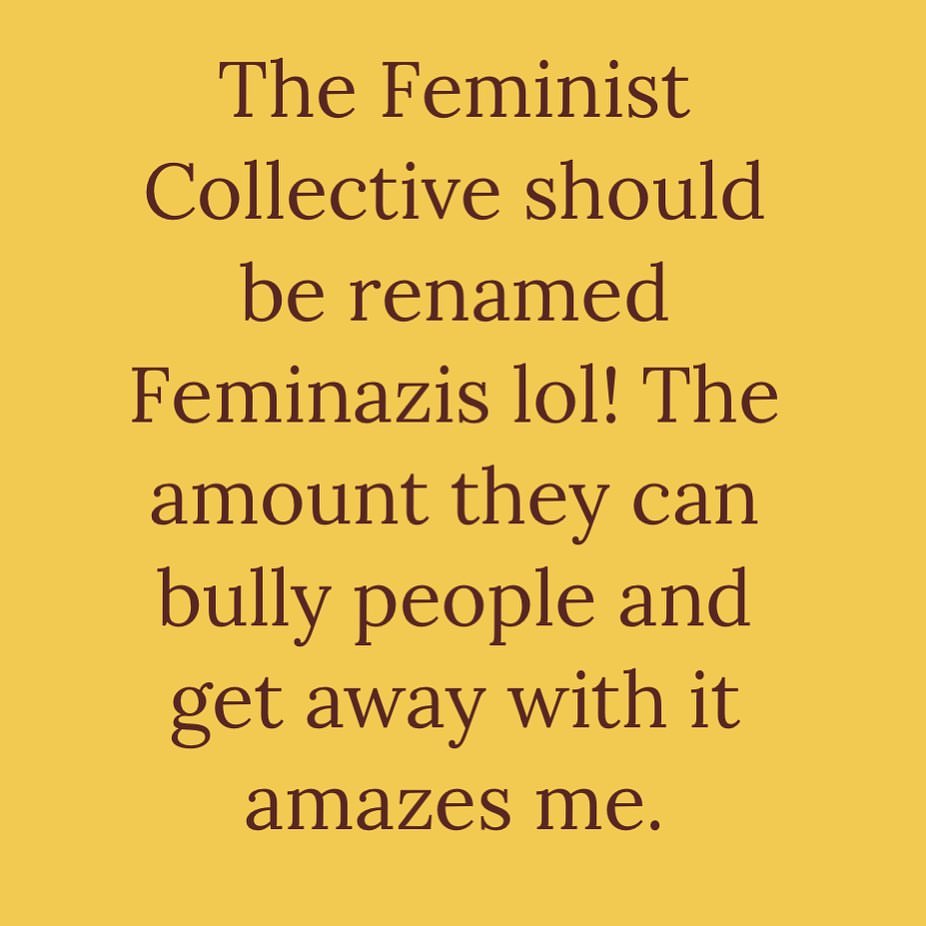 The Feminist
Collective should
be renamed
Feminazis lol! The
amount they can
bully people and
get away with it
amazes me.